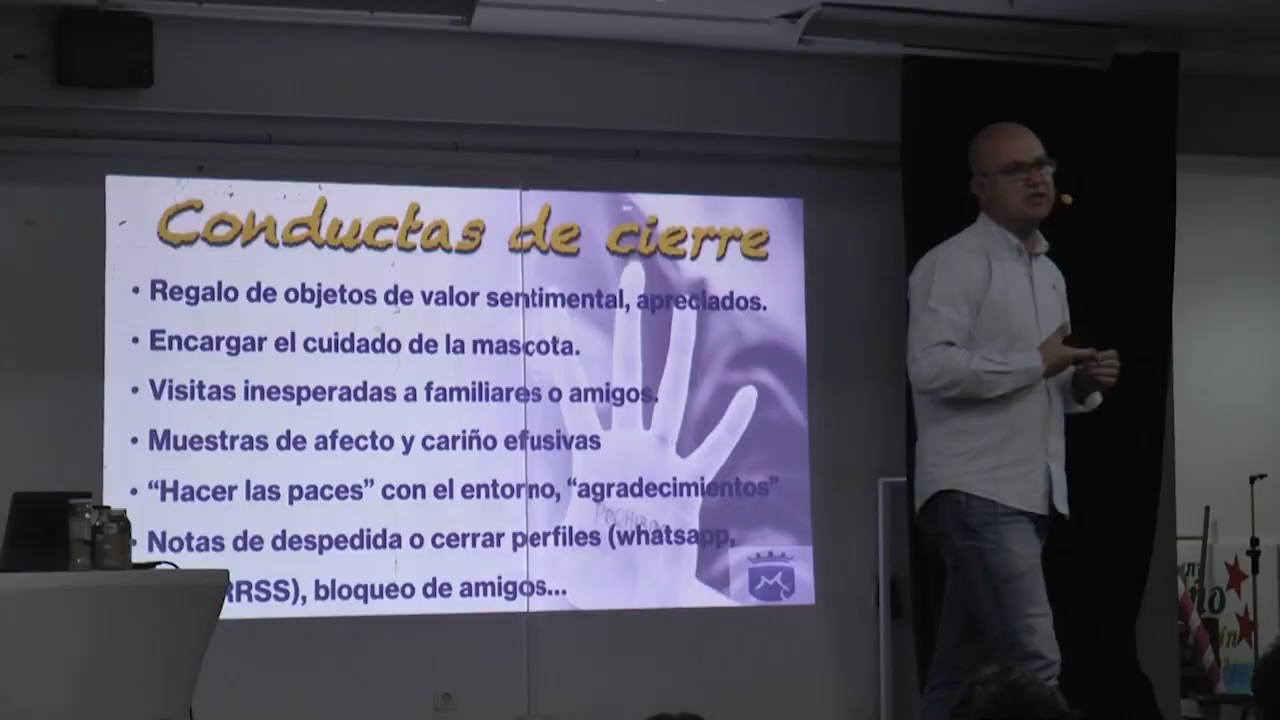 Conductas de cierre
• Regalo de objetos de valor sentimental, apreciados.
• Encargar el cuidado de la mascota.
• Visitas inesperadas a familiares o amigos.
• Muestras de afecto y cariño efusivas
• “Hacer las paces” con el entorno, “agradecimientos”
• Notas de despedida o cerrar perfiles (whatsapp,
RRSS), bloqueo de amigos...